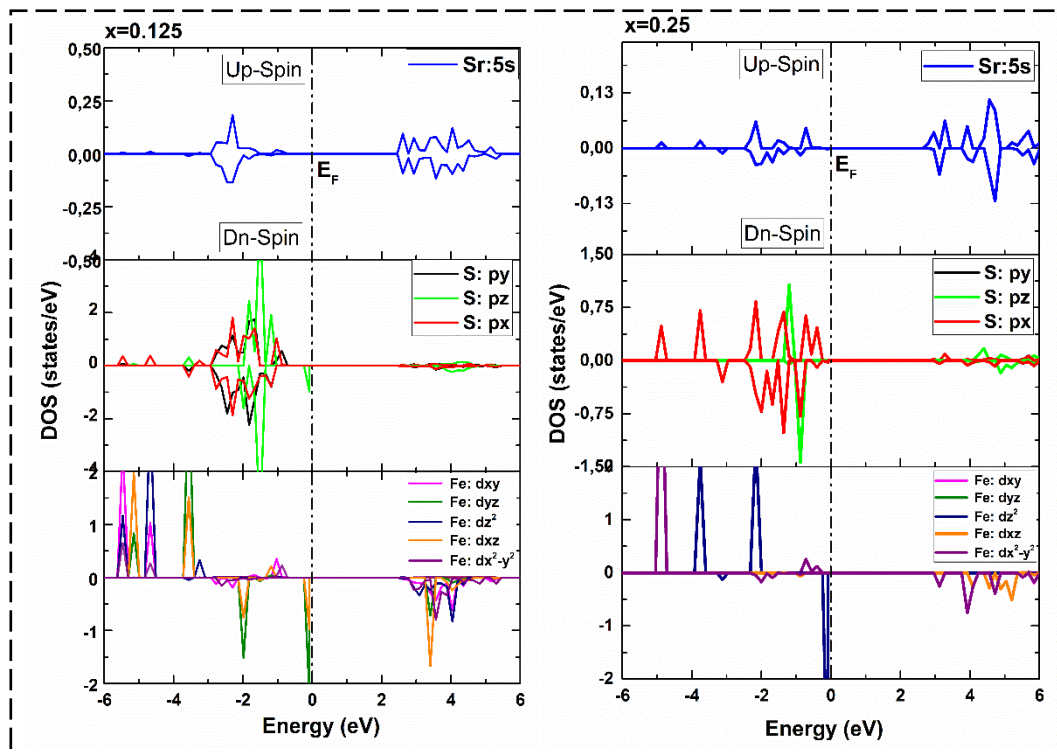 x=0.125
0,50
0,25
0,00
-0,25
-0,50
Up-Spin
Sr:5s
E_F
Dn-Spin
4
2
0
-2
-4
S: py
S: pz
S: px
DOS (states/eV)
2
1
0
-1
-2
Fe: dxy
Fe: dyz
Fe: dz²
Fe: dxz
Fe: dx²-y²
-6 -4 -2 0 2 4 6
Energy (eV)
x=0.25
0,13
0,00
-0,13
Up-Spin
Sr:5s
E_F
Dn-Spin
1,50
0,75
0,00
-0,75
-1,50
S: py
S: pz
S: px
DOS (states/eV)
1
0
-1
-2
Fe: dxy
Fe: dyz
Fe: dz²
Fe: dxz
Fe: dx²-y²
-6 -4 -2 0 2 4 6
Energy (eV)